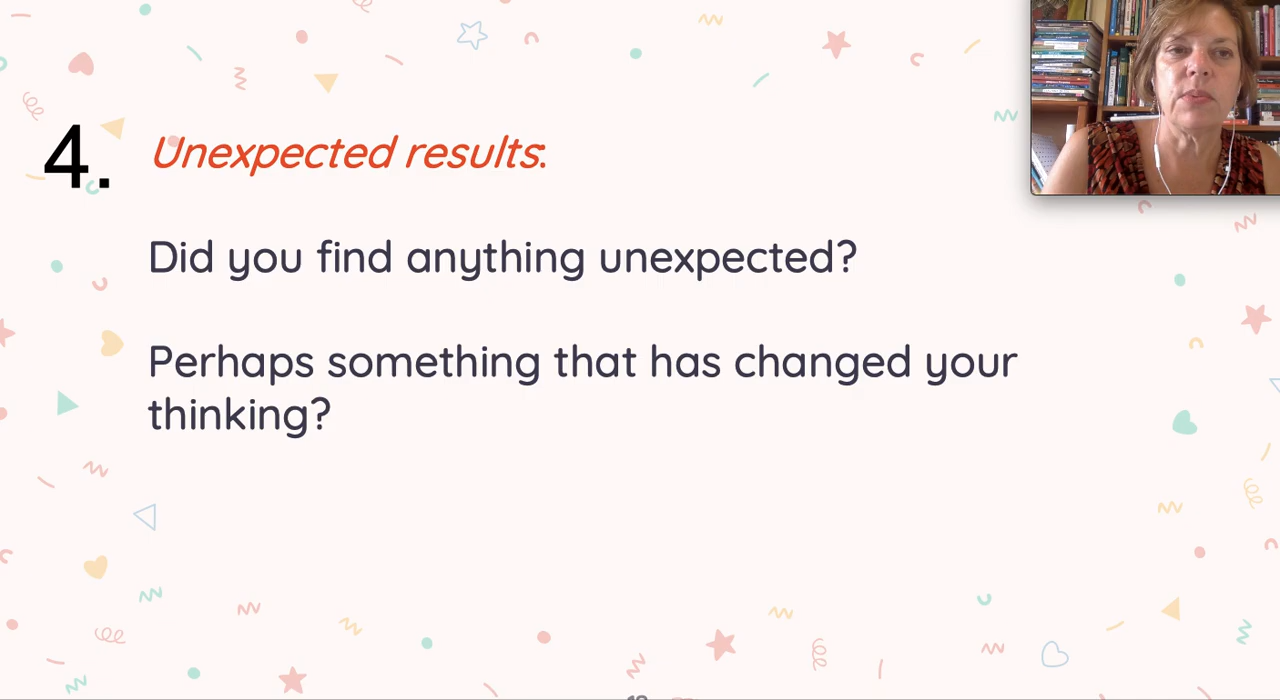 4. Unexpected results:
Did you find anything unexpected?
Perhaps something that has changed your
thinking?